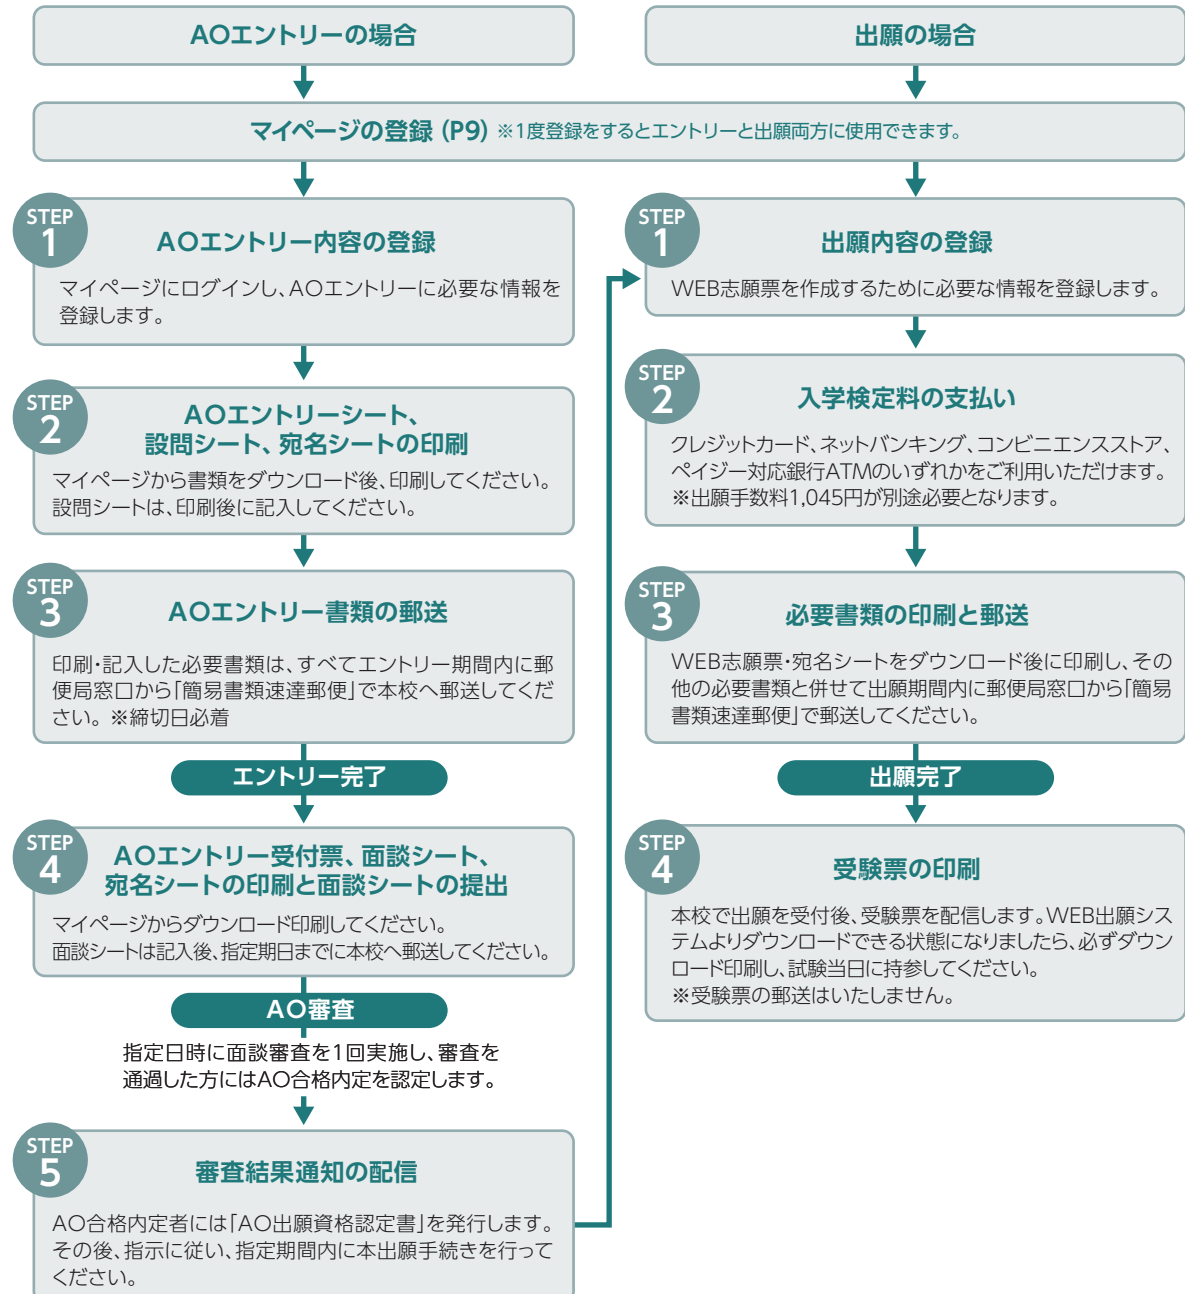 AOエントリーの場合
出願の場合
マイページの登録 (P9) ※1度登録をするとエントリーと出願両方に使用できます。
STEP
1
AOエントリー内容の登録
マイページにログインし、AOエントリーに必要な情報を
登録します。
STEP
2
AOエントリーシート、
設問シート、宛名シートの印刷
マイページから書類をダウンロード後、印刷してください。
設問シートは、印刷後に記入してください。
STEP
3
AOエントリー書類の郵送
印刷・記入した必要書類は、すべてエントリー期間内に郵
便局窓口から「簡易書類速達郵便」で本校へ郵送してくだ
さい。※締切日必着
エントリー完了
STEP
4
AOエントリー受付票、面談シート、
宛名シートの印刷と面談シートの提出
マイページからダウンロード印刷してください。
面談シートは記入後、指定期日までに本校へ郵送してください。
AO審査
指定日時に面談審査を1回実施し、審査を
通過した方にはAO合格内定を認定します。
STEP
5
審査結果通知の配信
AO合格内定者には「AO出願資格認定書」を発行します。
その後、指示に従い、指定期間内に本出願手続きを行って
ください。
STEP
1
出願内容の登録
WEB志願票を作成するために必要な情報を登録します。
STEP
2
入学検定料の支払い
クレジットカード、ネットバンキング、コンビニエンスストア、
ペイジー対応銀行ATMのいずれかをご利用いただけます。
※出願手数料1,045円が別途必要となります。
STEP
3
必要書類の印刷と郵送
WEB志願票・宛名シートをダウンロード後に印刷し、その
他の必要書類と併せて出願期間内に郵便局窓口から「簡易
書類速達郵便」で郵送してください。
出願完了
STEP
4
受験票の印刷
本校で出願を受付後、受験票を配信します。WEB出願シス
テムよりダウンロードできる状態になりましたら、必ずダウン
ロード印刷し、試験当日に持参してください。
※受験票の郵送はいたしません。